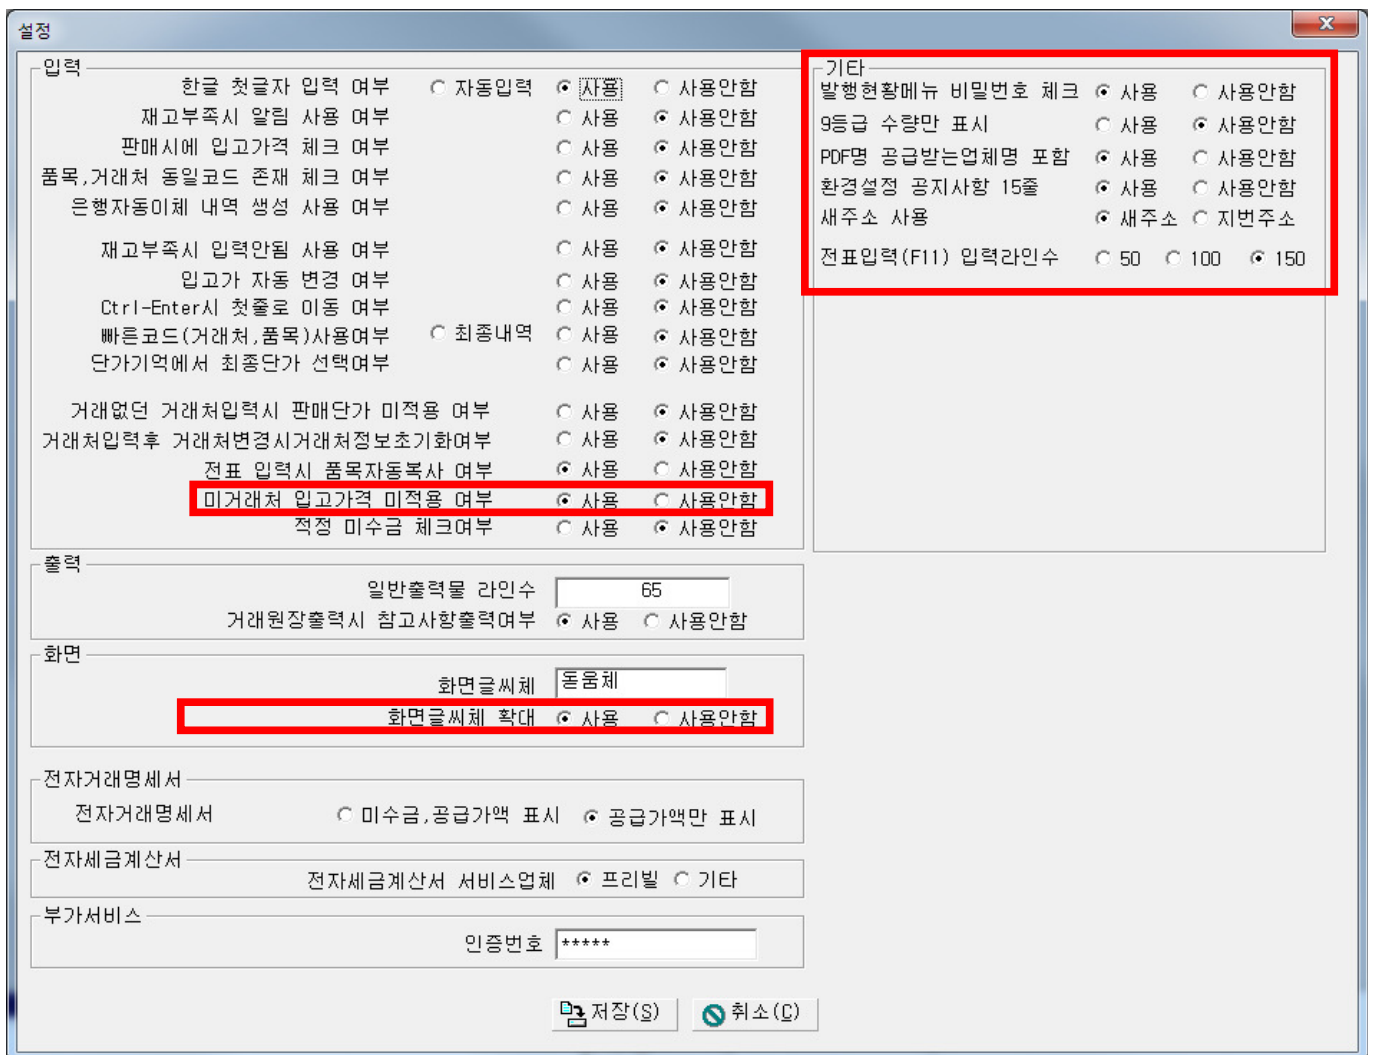 설정
입력
한글 첫글자 입력 여부 자동입력 사용 사용안함
재고부족시 알림 사용 여부 사용 사용안함
판매시에 입고가격 체크 여부 사용 사용안함
품목,거래처 동일코드 존재 체크 여부 사용 사용안함
은행자동이체 내역 생성 사용 여부 사용 사용안함
재고부족시 입력안됨 사용 여부 사용 사용안함
입고가 자동 변경 여부 사용 사용안함
Ctrl-Enter시 첫줄로 이동 여부 사용 사용안함
빠른코드(거래처,품목)사용여부 최종내역 사용 사용안함
단가기억에서 최종단가 선택여부 사용 사용안함
거래없던 거래처입력시 판매단가 미적용 여부 사용 사용안함
거래처입력후 거래처변경시거래처정보초기화여부 사용 사용안함
전표 입력시 품목자동복사 여부 사용 사용안함
미거래처 입고가격 미적용 여부 사용 사용안함
적정 미수금 체크여부 사용 사용안함
출력
일반출력물 라인수 65
거래원장출력시 참고사항출력여부 사용 사용안함
화면
화면글씨체 돋움체
화면글씨체 확대 사용 사용안함
전자거래명세서
전자거래명세서 미수금,공급가액 표시 공급가액만 표시
전자세금계산서
전자세금계산서 서비스업체 프리빌 기타
부가서비스
인증번호 *****
저장(S) 취소(C)
기타
발행현황메뉴 비밀번호 체크 사용 사용안함
9등급 수량만 표시 사용 사용안함
PDF명 공급받는업체명 포함 사용 사용안함
환경설정 공지사항 15줄 사용 사용안함
새주소 사용 새주소 지번주소
전표입력(F11) 입력라인수 50 100 150